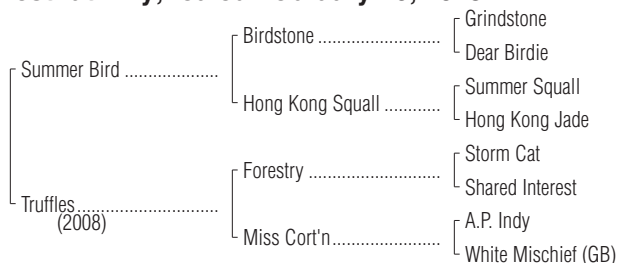 Grindstone
Birdstone
Dear Birdie
Summer Bird
Summer Squall
Hong Kong Squall
Hong Kong Jade
Storm Cat
Forestry
Shared Interest
Truffles
(2008)
A.P. Indy
Miss Cort'n
White Mischief (GB)